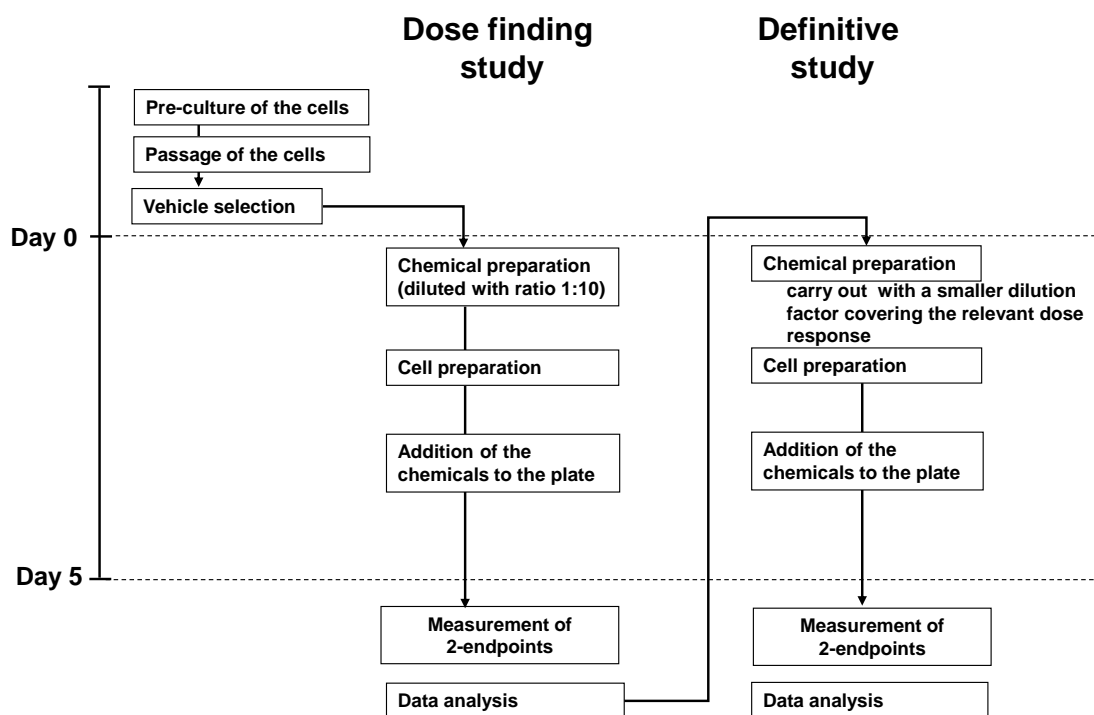 Dose finding
study
Definitive
study
Pre-culture of the cells
Passage of the cells
Vehicle selection
Day 0
Chemical preparation
(diluted with ratio 1:10)
Cell preparation
Addition of the
chemicals to the plate
Chemical preparation
carry out with a smaller dilution
factor covering the relevant dose
response
Cell preparation
Addition of the
chemicals to the plate
Day 5
Measurement of
2-endpoints
Data analysis
Measurement of
2-endpoints
Data analysis